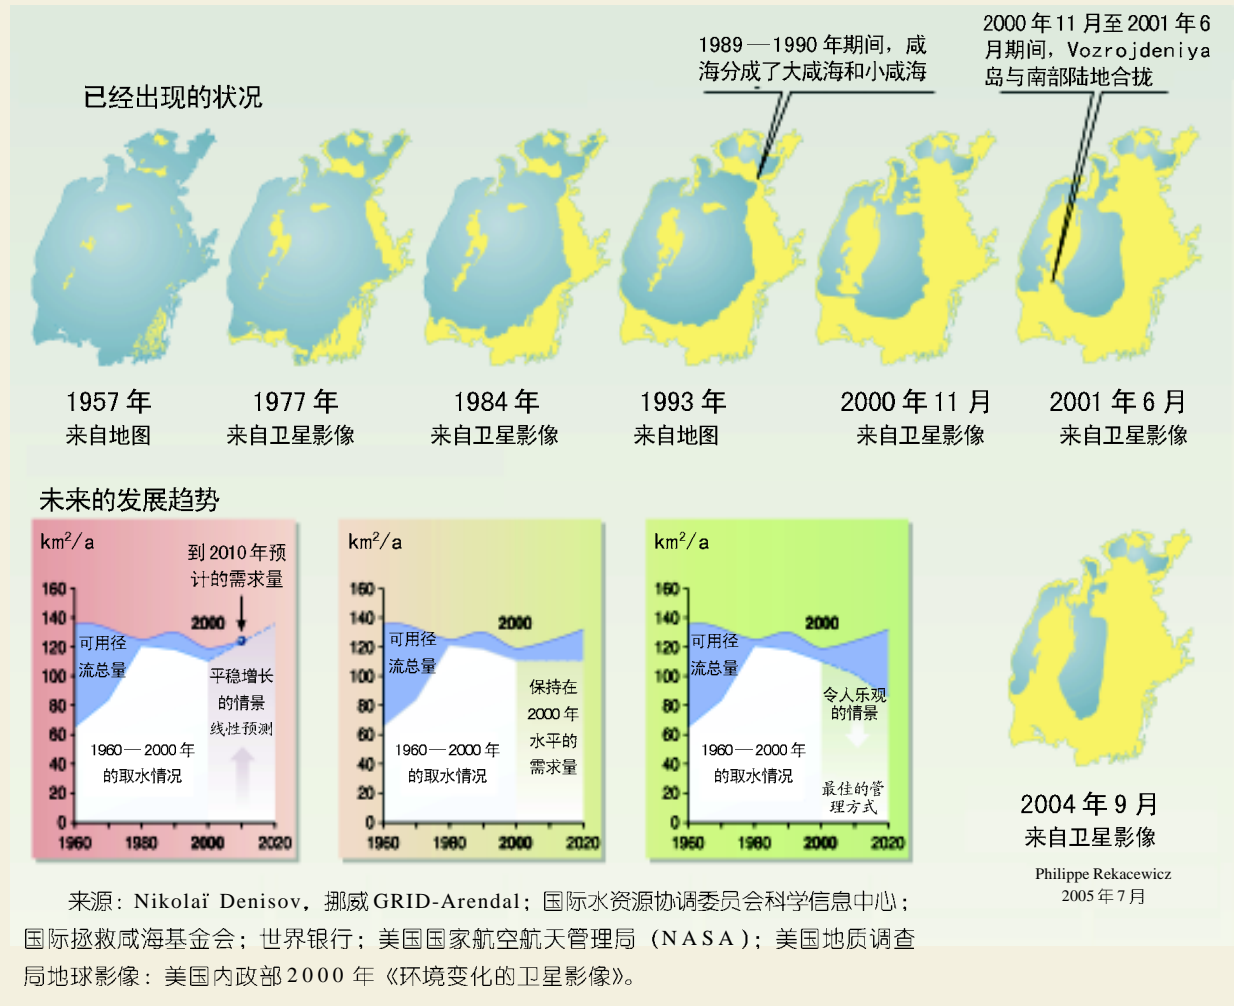 已经出现的状况
1989—1990 年期间，咸
海分成了大咸海和小咸海
2000 年 11 月至 2001 年 6
月期间，Vozrojdeniya
岛与南部陆地合拢
1957 年
来自地图
1977 年
来自卫星影像
1984 年
来自卫星影像
1993 年
来自地图
2000 年 11 月
来自卫星影像
2001 年 6 月
来自卫星影像
未来的发展趋势
km²/a
到 2010 年预
计的需求量
160
140
120
100
80
60
40
20
0
2000
可用径
流总量
平稳增长
的情景
线性预测
1960—2000 年
的取水情况
1960 1980 2000 2020
km²/a
160
140
120
100
80
60
40
20
0
2000
可用径
流总量
保持在
2000 年
水平的
需求量
1960—2000 年
的取水情况
1960 1980 2000 2020
km²/a
160
140
120
100
80
60
40
20
0
2000
可用径
流总量
令人乐观
的情景
1960—2000 年
的取水情况
最佳的管
理方式
1960 1980 2000 2020
2004 年 9 月
来自卫星影像
Philippe Rekacewicz
2005 年 7 月
来源：Nikolaï Denisov，挪威 GRID-Arendal；国际水资源协调委员会科学信息中心；
国际拯救咸海基金会；世界银行；美国国家航空航天管理局（NASA）；美国地质调查
局地球影像：美国内政部 2000 年《环境变化的卫星影像》。